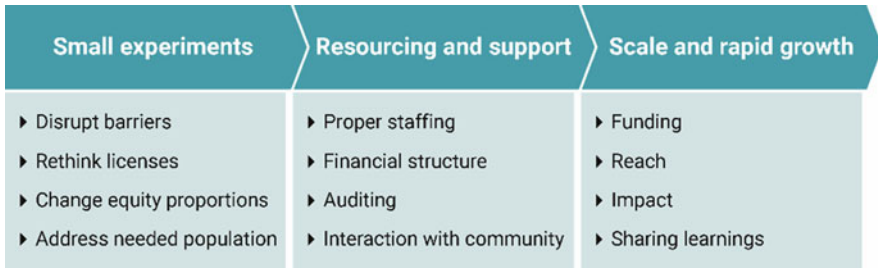 Small experiments
Disrupt barriers
Rethink licenses
Change equity proportions
Address needed population
Resourcing and support
Proper staffing
Financial structure
Auditing
Interaction with community
Scale and rapid growth
Funding
Reach
Impact
Sharing learnings